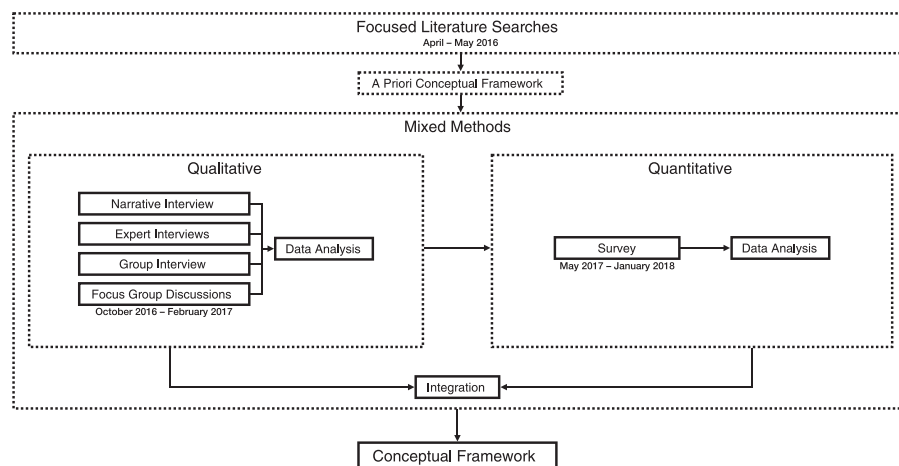 Focused Literature Searches
April – May 2016
A Priori Conceptual Framework
Mixed Methods
Qualitative
Narrative Interview
Expert Interviews
Group Interview
Focus Group Discussions
October 2016 – February 2017
Data Analysis
Quantitative
Survey
May 2017 – January 2018
Data Analysis
Integration
Conceptual Framework